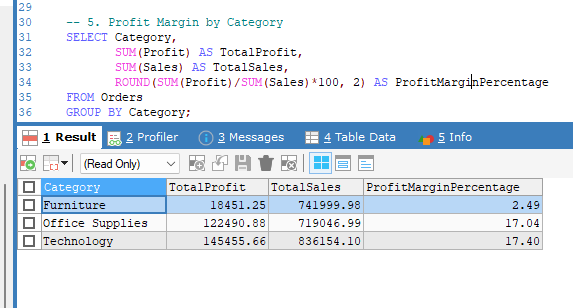 29
30 -- 5. Profit Margin by Category
31 SELECT Category,
32 SUM(Profit) AS TotalProfit,
33 SUM(Sales) AS TotalSales,
34 ROUND(SUM(Profit)/SUM(Sales)*100, 2) AS ProfitMarginPercentage
35 FROM Orders
36 GROUP BY Category;
1 Result 2 Profiler 3 Messages 4 Table Data 5 Info
(Read Only)
Category TotalProfit TotalSales ProfitMarginPercentage
Furniture 18451.25 741999.98 2.49
Office Supplies 122490.88 719046.99 17.04
Technology 145455.66 836154.10 17.40